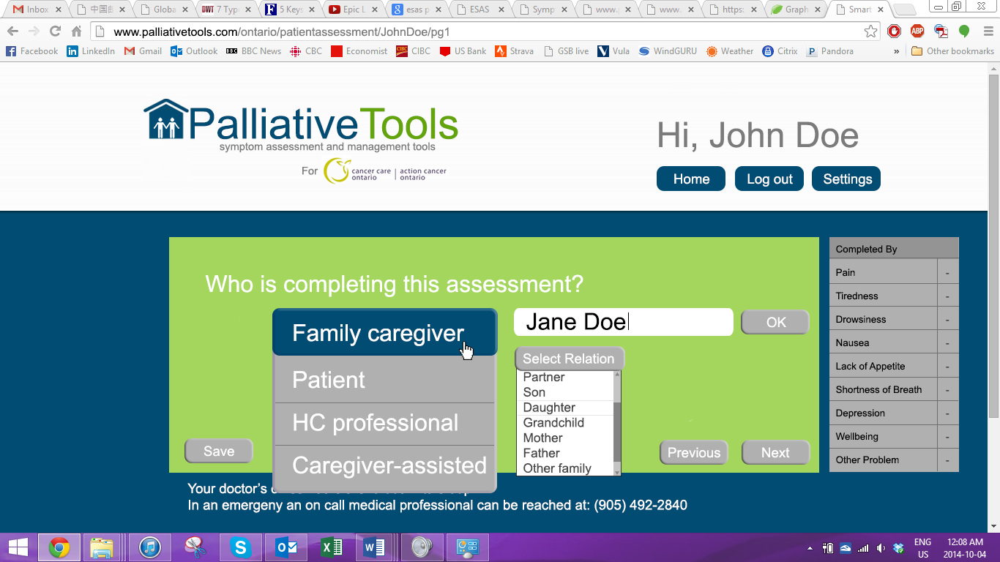 Inbox
中国曲
Globa
DWT 7 Type
F 5 Keys
Epic L
g esas p
ESAS
Symp
www.
www.
https:
Graph
Smart
www.palliativetools.com/ontario/patientassessment/JohnDoe/pg1
ABP
Facebook
LinkedIn
Gmail
Outlook
BBC News
CBC
Economist
CIBC
US Bank
Strava
GSB live
Vula
WindGURU
Weather
Citrix
Pandora
»
Other bookmarks
PalliativeTools
symptom assessment and management tools
For cancer care ontario | action cancer ontario
Hi, John Doe
Home
Log out
Settings
Who is completing this assessment?
Family caregiver
Patient
HC professional
Caregiver-assisted
Jane Doe
OK
Select Relation
Partner
Son
Daughter
Grandchild
Mother
Father
Other family
Save
Previous
Next
Completed By
Pain -
Tiredness -
Drowsiness -
Nausea -
Lack of Appetite -
Shortness of Breath -
Depression -
Wellbeing -
Other Problem -
Your doctor's
In an emergeny an on call medical professional can be reached at: (905) 492-2840
ENG
US
12:08 AM
2014-10-04